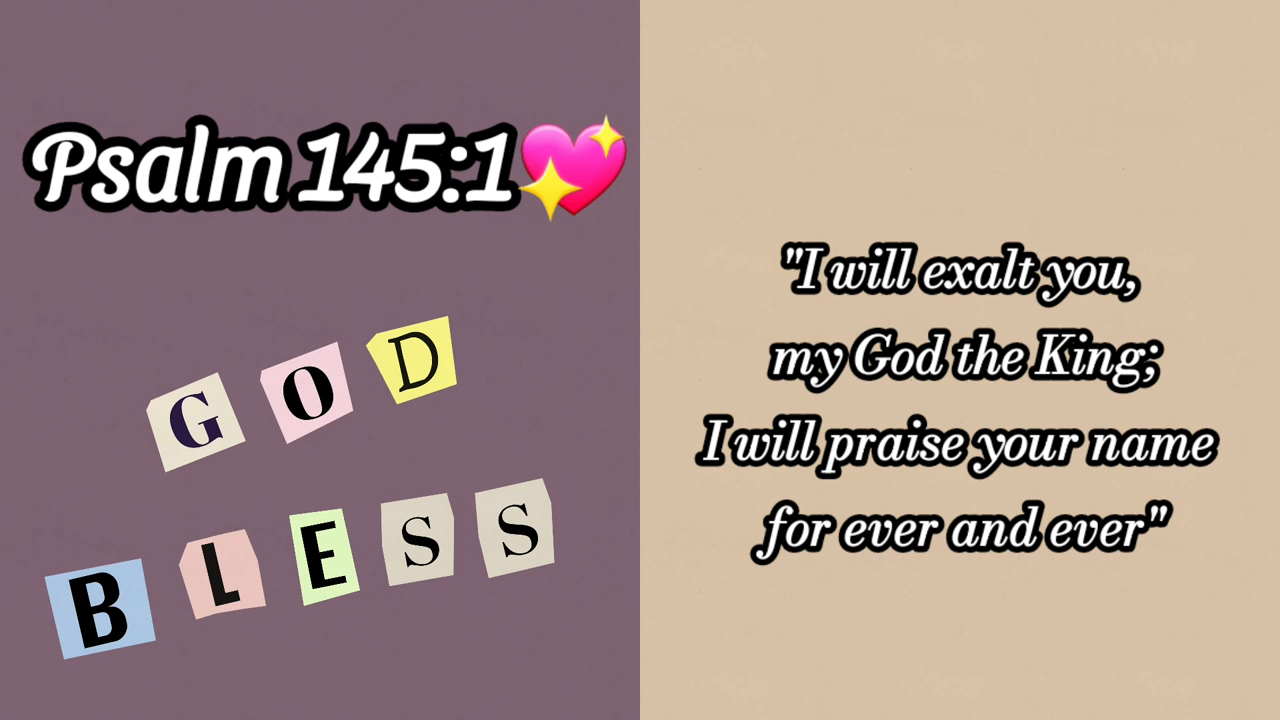 Psalm 145:1💖
GOD
BLESS
"I will exalt you,
my God the King;
I will praise your name
for ever and ever"